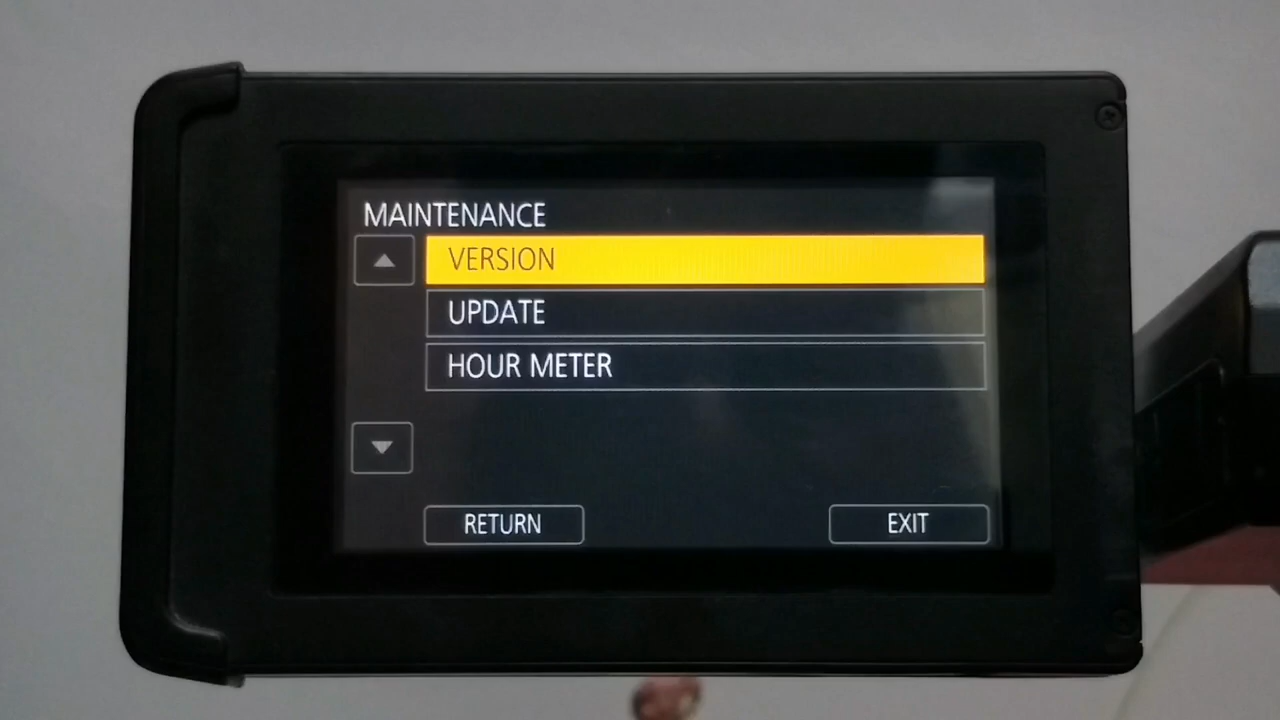 MAINTENANCE
VERSION
UPDATE
HOUR METER
RETURN
EXIT